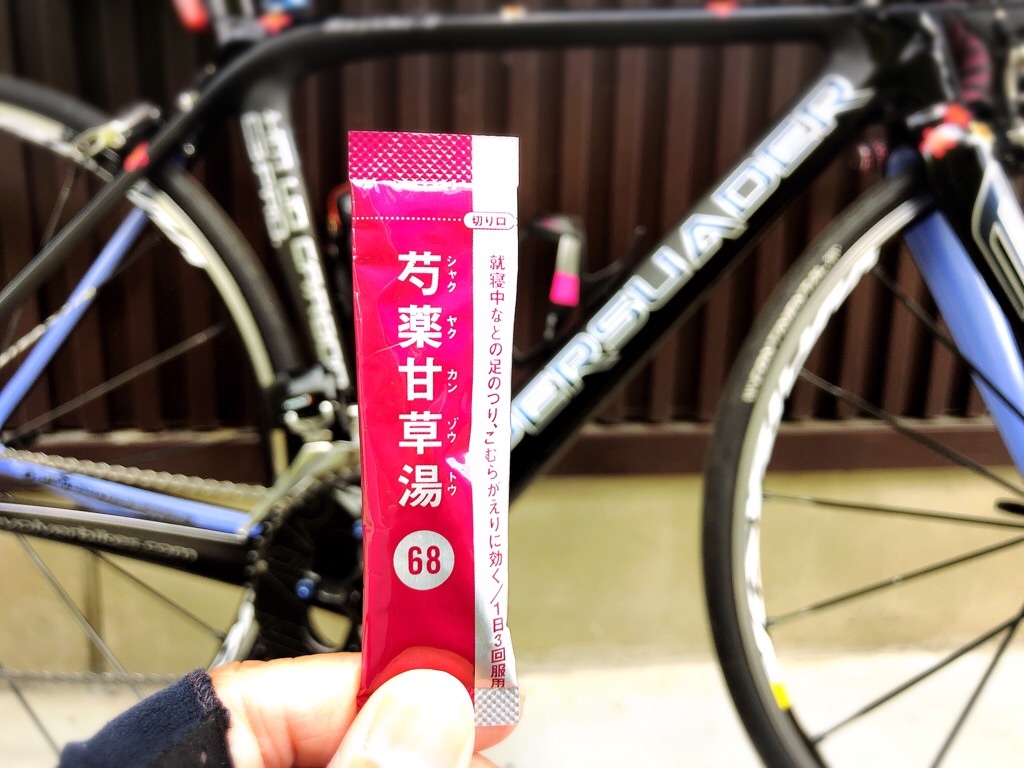 切り口
芍薬甘草湯
シャク ヤク カン ゾウ トウ
68
就寝中などの足のつり、こむらがえりに効く/1日3回服用
PERSUADER